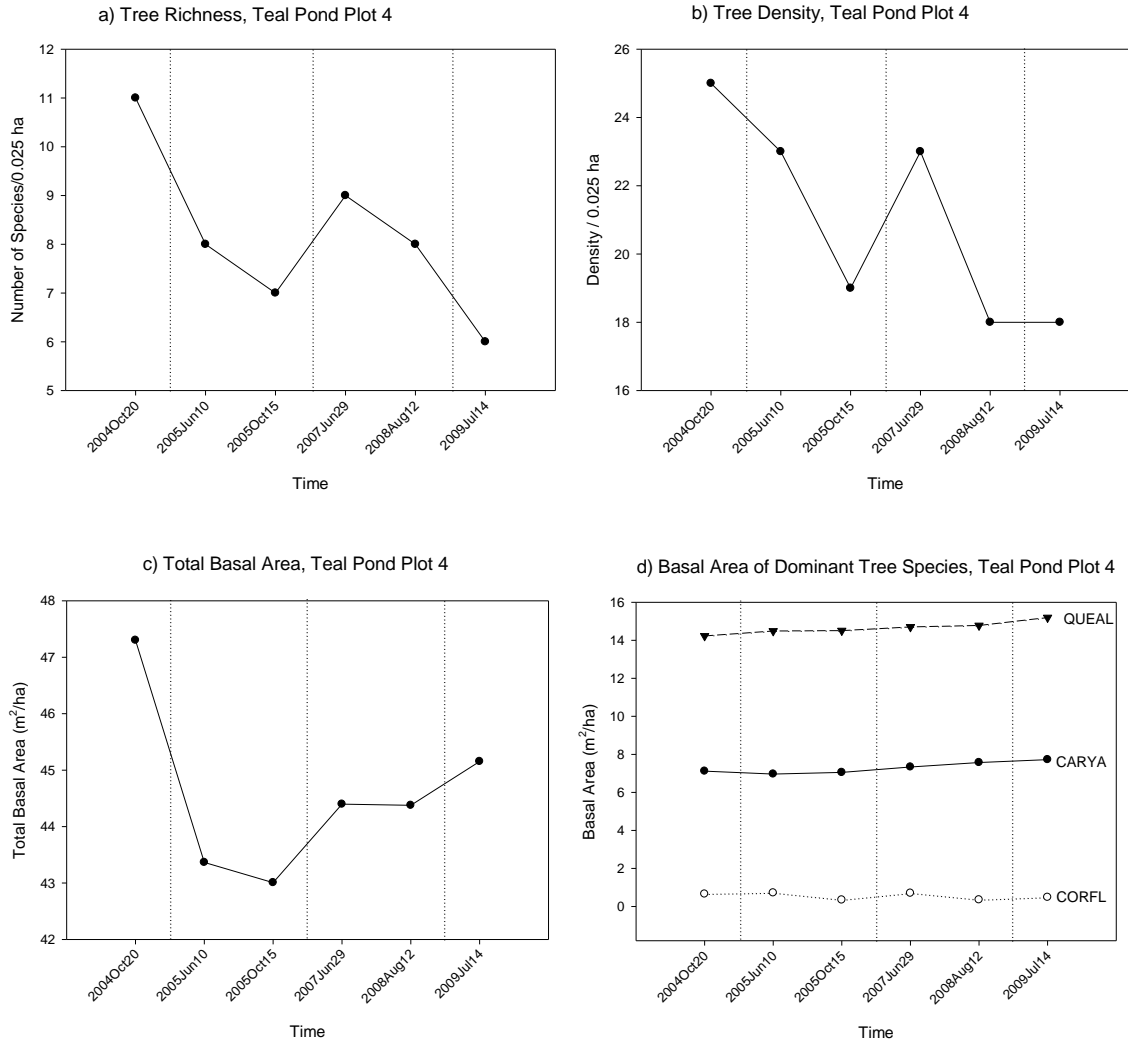 a) Tree Richness, Teal Pond Plot 4
Number of Species/0.025 ha
12
11
10
9
8
7
6
5
2004Oct20
2005Jun10
2005Oct15
2007Jun29
2008Aug12
2009Jul14
Time
b) Tree Density, Teal Pond Plot 4
Density / 0.025 ha
26
24
22
20
18
16
2004Oct20
2005Jun10
2005Oct15
2007Jun29
2008Aug12
2009Jul14
Time
c) Total Basal Area, Teal Pond Plot 4
Total Basal Area (m²/ha)
48
47
46
45
44
43
42
2004Oct20
2005Jun10
2005Oct15
2007Jun29
2008Aug12
2009Jul14
Time
d) Basal Area of Dominant Tree Species, Teal Pond Plot 4
Basal Area (m²/ha)
16
14
12
10
8
6
4
2
0
QUEAL
CARYA
CORFL
2004Oct20
2005Jun10
2005Oct15
2007Jun29
2008Aug12
2009Jul14
Time